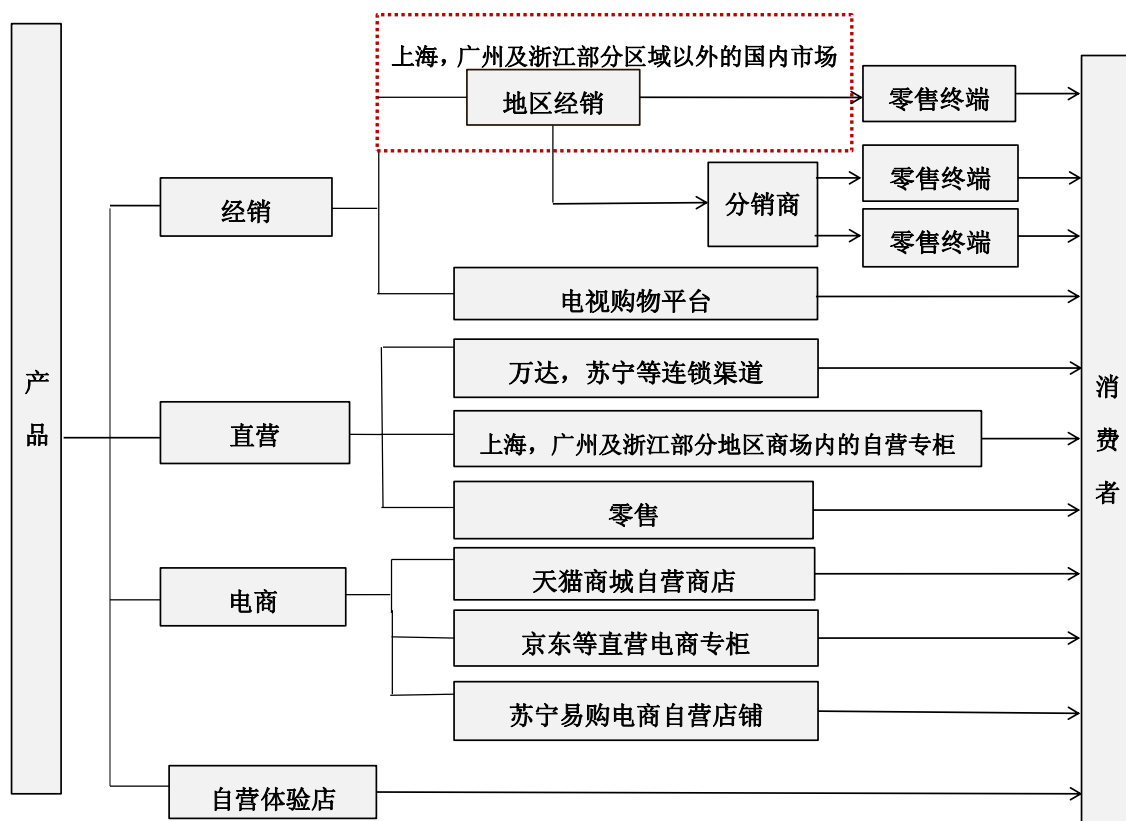 产品
上海，广州及浙江部分区域以外的国内市场
地区经销
零售终端
经销
分销商
零售终端
零售终端
电视购物平台
直营
万达，苏宁等连锁渠道
上海，广州及浙江部分地区商场内的自营专柜
零售
电商
天猫商城自营商店
京东等直营电商专柜
苏宁易购电商自营店铺
自营体验店
消费者